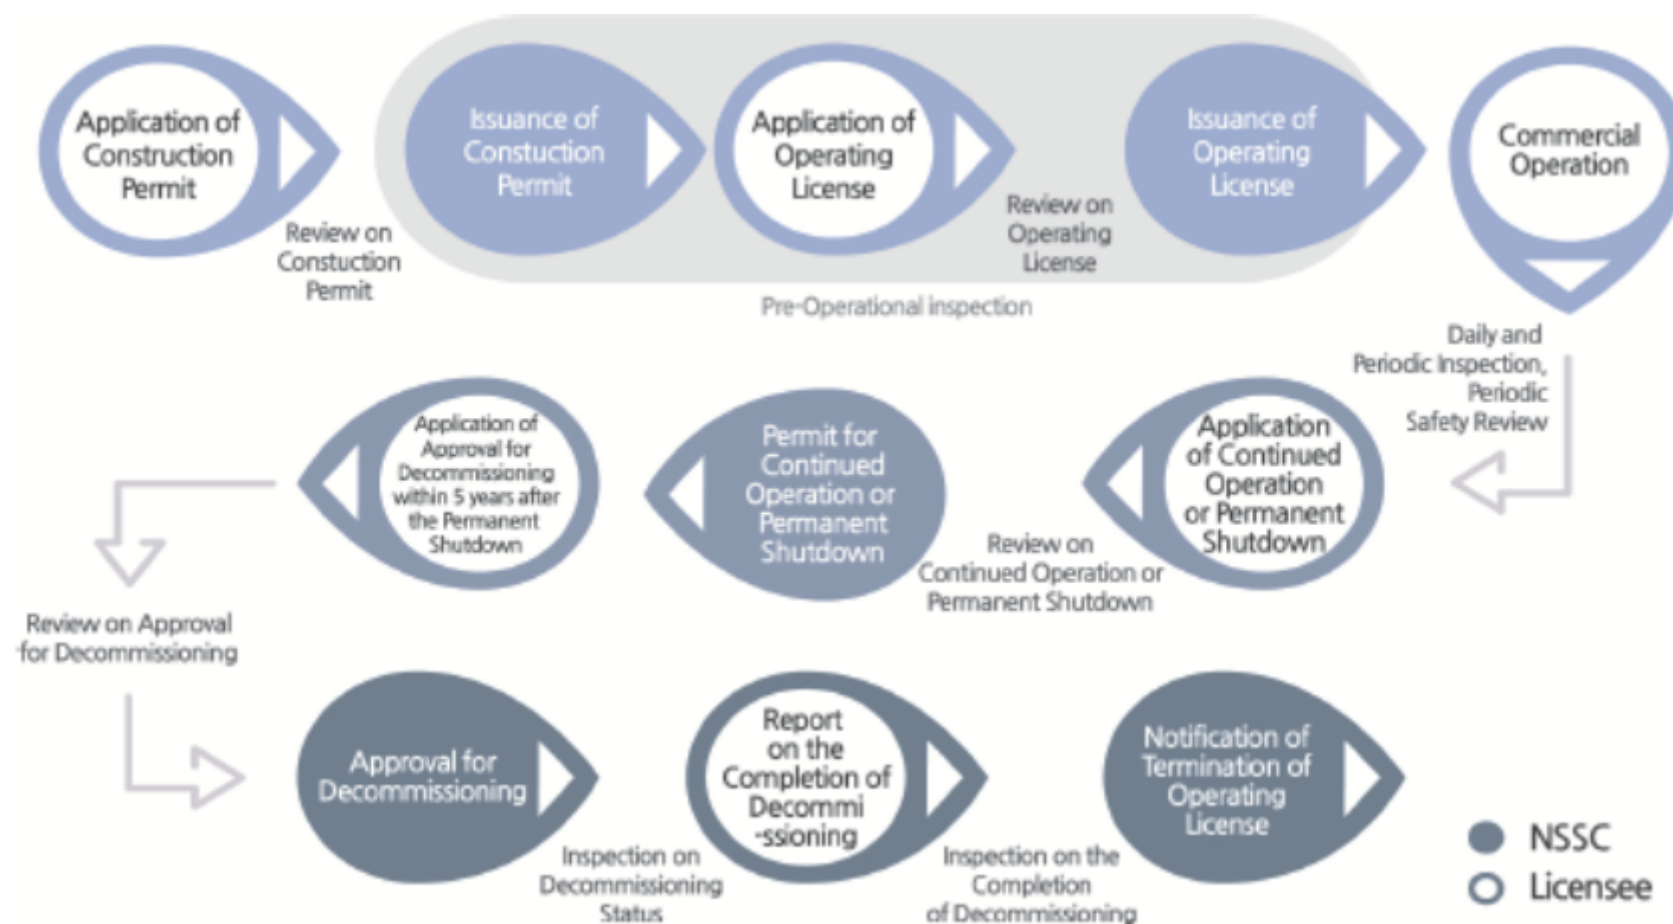 Application of
Construction
Permit
Review on
Constuction
Permit
Issuance of
Constuction
Permit
Application of
Operating
License
Review on
Operating
License
Issuance of
Operating
License
Commercial
Operation
Pre-Operational inspection
Daily and
Periodic Inspection,
Periodic
Safety Review
Application
of Continued
Operation
or Permanent
Shutdown
Review on
Continued Operation or
Permanent Shutdown
Permit for
Continued
Operation or
Permanent
Shutdown
Application of
Approval for
Decommissioning
within 5 years after
the Permanent
Shutdown
Review on Approval
for Decommissioning
Approval for
Decommissioning
Inspection on
Decommissioning
Status
Report
on the
Completion of
Decommi
-ssioning
Inspection on the
Completion
of Decommissioning
Notification of
Termination of
Operating
License
NSSC
Licensee